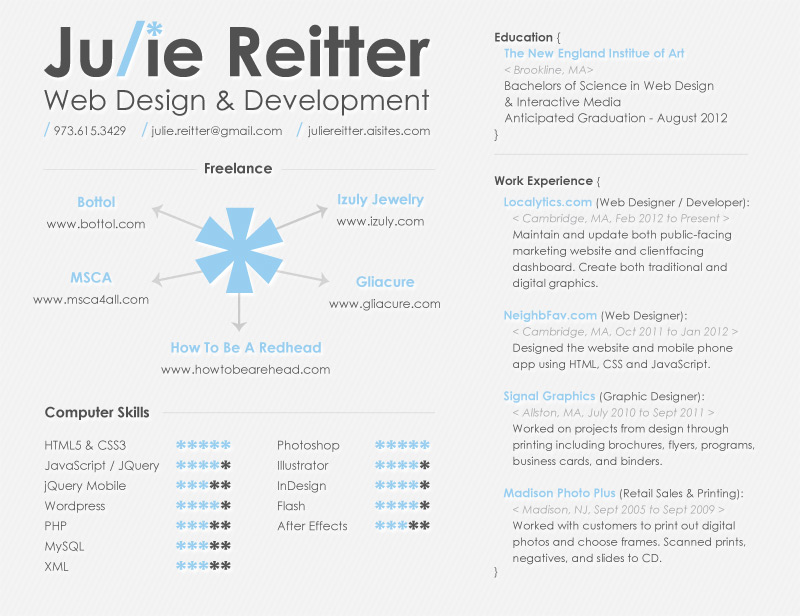 Julie Reitter
Web Design & Development
/ 973.615.3429 / julie.reitter@gmail.com / juliereitter.aisites.com
Freelance
Bottol
www.bottol.com
Izuly Jewelry
www.izuly.com
MSCA
www.msca4all.com
Gliacure
www.gliacure.com
How To Be A Redhead
www.howtobearehead.com
Computer Skills
HTML5 & CSS3 *****
JavaScript / JQuery *****
jQuery Mobile *****
Wordpress *****
PHP *****
MySQL *****
XML *****
Photoshop *****
Illustrator *****
InDesign *****
Flash *****
After Effects *****
Education {
The New England Institue of Art
< Brookline, MA>
Bachelors of Science in Web Design
& Interactive Media
Anticipated Graduation - August 2012
}
Work Experience {
Localytics.com (Web Designer / Developer):
< Cambridge, MA, Feb 2012 to Present >
Maintain and update both public-facing
marketing website and clientfacing
dashboard. Create both traditional and
digital graphics.
NeighbFav.com (Web Designer):
< Cambridge, MA, Oct 2011 to Jan 2012 >
Designed the website and mobile phone
app using HTML, CSS and JavaScript.
Signal Graphics (Graphic Designer):
< Allston, MA, July 2010 to Sept 2011 >
Worked on projects from design through
printing including brochures, flyers, programs,
business cards, and binders.
Madison Photo Plus (Retail Sales & Printing):
< Madison, NJ, Sept 2005 to Sept 2009 >
Worked with customers to print out digital
photos and choose frames. Scanned prints,
negatives, and slides to CD.
}